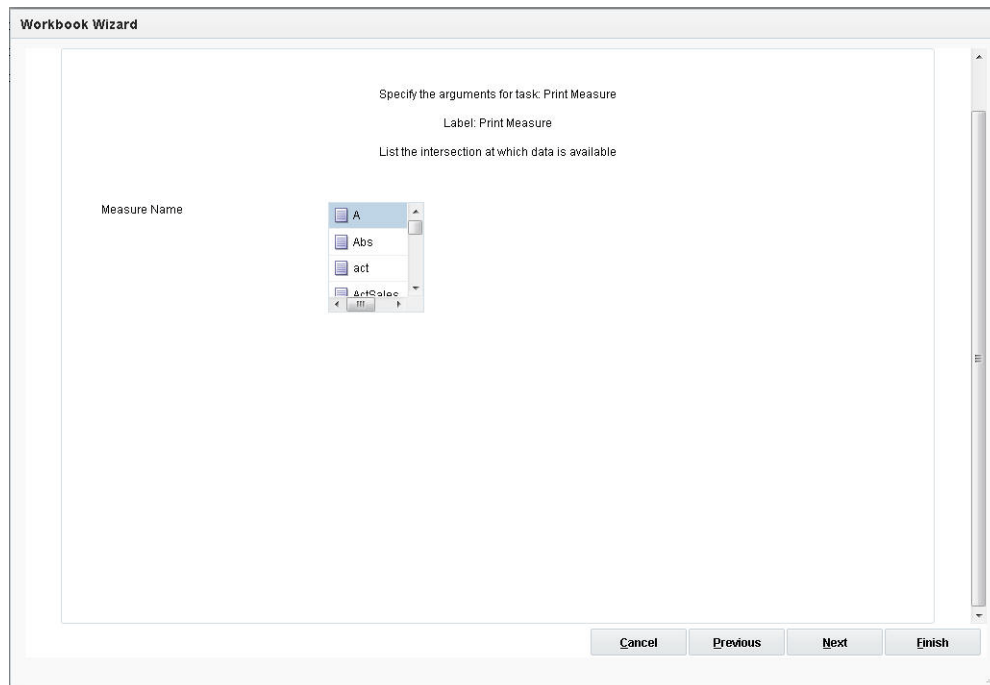 Workbook Wizard
Specify the arguments for task: Print Measure
Label: Print Measure
List the intersection at which data is available
Measure Name
A
Abs
act
ActSales
Cancel
Previous
Next
Finish